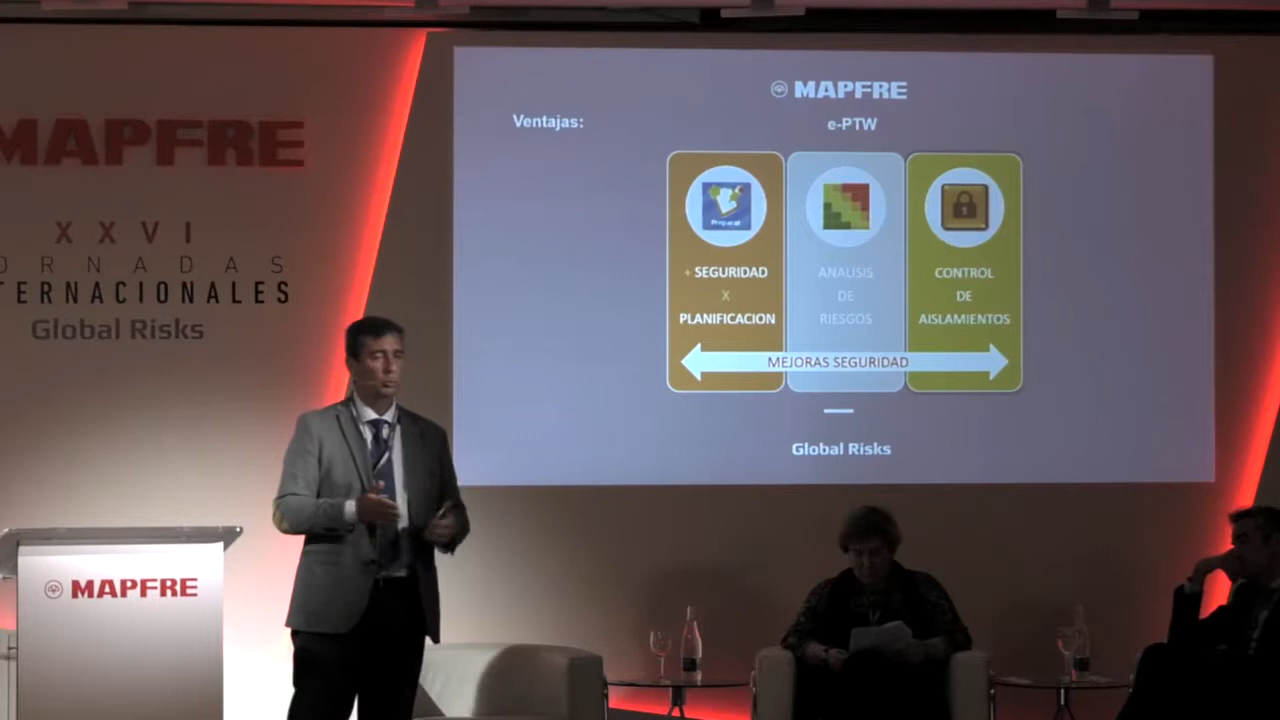 MAPFRE
XXVI
ORNADAS
TERNACIONALES
Global Risks
MAPFRE
Ventajas:
e-PTW
Preparar
+ SEGURIDAD
X
PLANIFICACION
ANALISIS
DE
RIESGOS
CONTROL
DE
AISLAMIENTOS
MEJORAS SEGURIDAD
Global Risks
MAPFRE